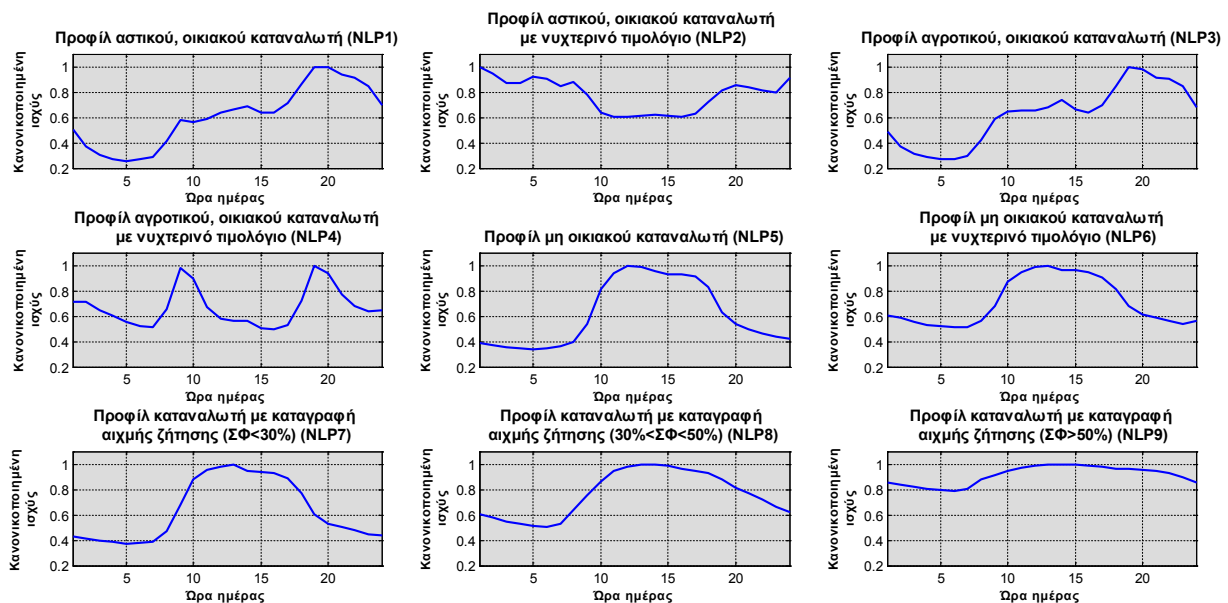 Προφίλ αστικού, οικιακού καταναλωτή (NLP1)
Κανονικοποιημένη
ισχύς
1
0.8
0.6
0.4
0.2
5
10
15
20
Ώρα ημέρας
Προφίλ αστικού, οικιακού καταναλωτή
με νυχτερινό τιμολόγιο (NLP2)
Κανονικοποιημένη
ισχύς
1
0.8
0.6
0.4
0.2
5
10
15
20
Ώρα ημέρας
Προφίλ αγροτικού, οικιακού καταναλωτή (NLP3)
Κανονικοποιημένη
ισχύς
1
0.8
0.6
0.4
0.2
5
10
15
20
Ώρα ημέρας
Προφίλ αγροτικού, οικιακού καταναλωτή
με νυχτερινό τιμολόγιο (NLP4)
Κανονικοποιημένη
ισχύς
1
0.8
0.6
0.4
0.2
5
10
15
20
Ώρα ημέρας
Προφίλ μη οικιακού καταναλωτή (NLP5)
Κανονικοποιημένη
ισχύς
1
0.8
0.6
0.4
0.2
5
10
15
20
Ώρα ημέρας
Προφίλ μη οικιακού καταναλωτή
με νυχτερινό τιμολόγιο (NLP6)
Κανονικοποιημένη
ισχύς
1
0.8
0.6
0.4
0.2
5
10
15
20
Ώρα ημέρας
Προφίλ καταναλωτή με καταγραφή
αιχμής ζήτησης (ΣΦ<30%) (NLP7)
Κανονικοποιημένη
ισχύς
1
0.8
0.6
0.4
0.2
5
10
15
20
Ώρα ημέρας
Προφίλ καταναλωτή με καταγραφή
αιχμής ζήτησης (30%<ΣΦ<50%) (NLP8)
Κανονικοποιημένη
ισχύς
1
0.8
0.6
0.4
0.2
5
10
15
20
Ώρα ημέρας
Προφίλ καταναλωτή με καταγραφή
αιχμής ζήτησης (ΣΦ>50%) (NLP9)
Κανονικοποιημένη
ισχύς
1
0.8
0.6
0.4
0.2
5
10
15
20
Ώρα ημέρας